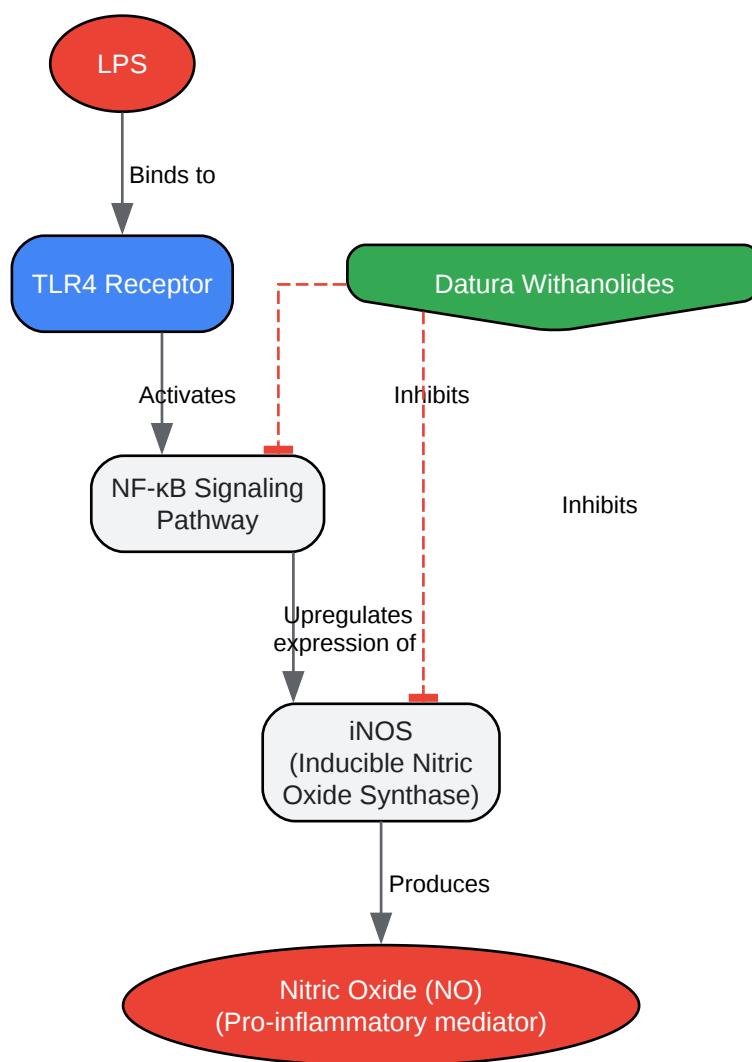 LPS
Binds to
TLR4 Receptor
Datura Withanolides
Activates
Inhibits
NF-κB Signaling
Pathway
Inhibits
Upregulates
expression of
iNOS
(Inducible Nitric
Oxide Synthase)
Produces
Nitric Oxide (NO)
(Pro-inflammatory mediator)